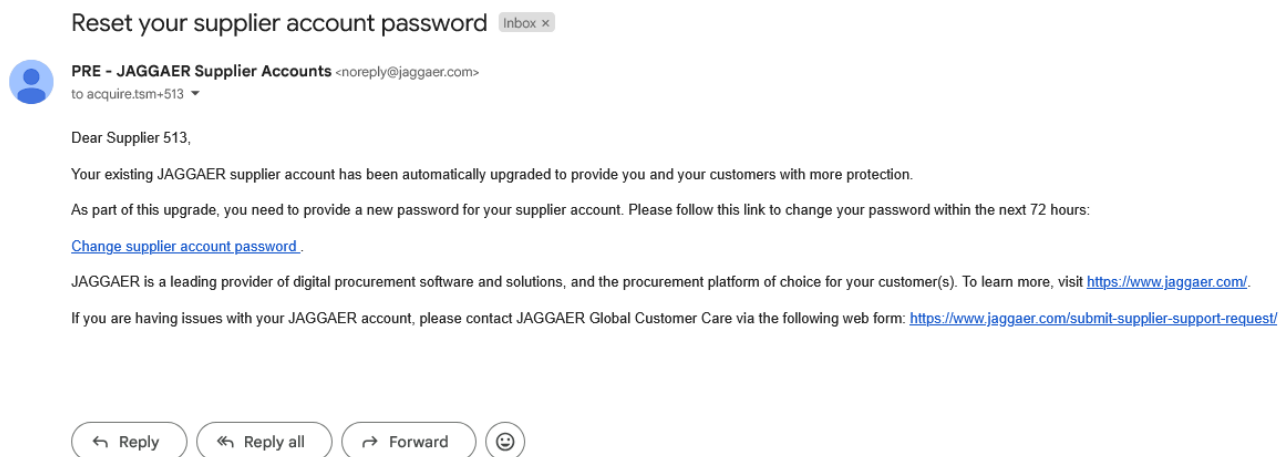 Reset your supplier account password Inbox ×
PRE - JAGGAER Supplier Accounts <noreply@jaggaer.com>
to acquire.tsm+513
Dear Supplier 513,
Your existing JAGGAER supplier account has been automatically upgraded to provide you and your customers with more protection.
As part of this upgrade, you need to provide a new password for your supplier account. Please follow this link to change your password within the next 72 hours:
Change supplier account password .
JAGGAER is a leading provider of digital procurement software and solutions, and the procurement platform of choice for your customer(s). To learn more, visit https://www.jaggaer.com/.
If you are having issues with your JAGGAER account, please contact JAGGAER Global Customer Care via the following web form: https://www.jaggaer.com/submit-supplier-support-request/
Reply Reply all Forward